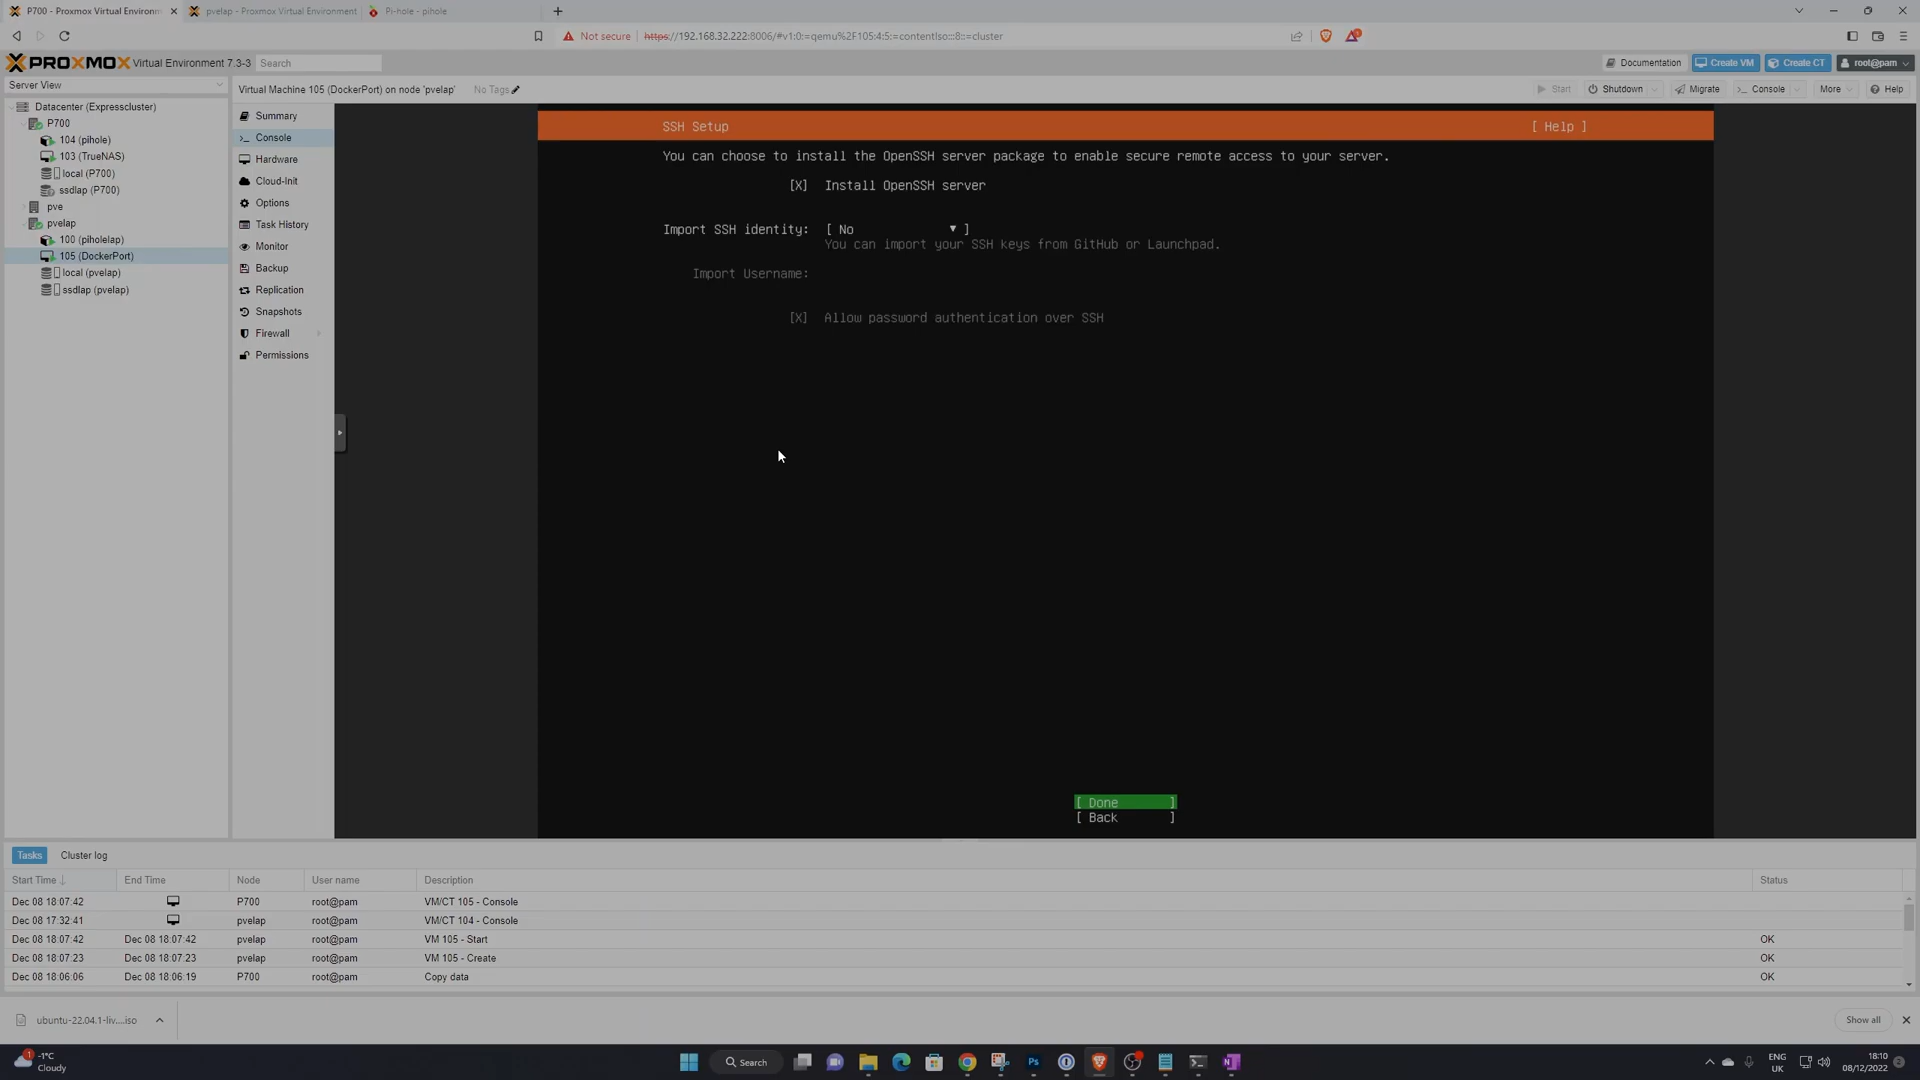 P700 - Proxmox Virtual Environm
pvelap - Proxmox Virtual Environment
Pi-hole - pihole
Not secure
https://192.168.32.222:8006/#v1:0:=qemu%2F105:4:5:=contentIso:::8::=cluster
PROXMOX Virtual Environment 7.3-3
Search
Documentation
Create VM
Create CT
root@pam
Server View
Datacenter (Expresscluster)
P700
104 (pihole)
103 (TrueNAS)
local (P700)
ssdlap (P700)
pve
pvelap
100 (piholelap)
105 (DockerPort)
local (pvelap)
ssdlap (pvelap)
Virtual Machine 105 (DockerPort) on node 'pvelap'
No Tags
Start
Shutdown
Migrate
Console
More
Help
Summary
Console
Hardware
Cloud-Init
Options
Task History
Monitor
Backup
Replication
Snapshots
Firewall
Permissions
SSH Setup
[ Help ]
You can choose to install the OpenSSH server package to enable secure remote access to your server.
[X] Install OpenSSH server
Import SSH identity: [ No ▼ ]
You can import your SSH keys from GitHub or Launchpad.
Import Username:
[X] Allow password authentication over SSH
[ Done ]
[ Back ]
Tasks
Cluster log
Start Time End Time Node User name Description Status
Dec 08 18:07:42 P700 root@pam VM/CT 105 - Console
Dec 08 17:32:41 pvelap root@pam VM/CT 104 - Console
Dec 08 18:07:42 Dec 08 18:07:42 pvelap root@pam VM 105 - Start OK
Dec 08 18:07:23 Dec 08 18:07:23 pvelap root@pam VM 105 - Create OK
Dec 08 18:06:06 Dec 08 18:06:19 P700 root@pam Copy data OK
ubuntu-22.04.1-liv....iso
Show all
1
-1°C
Cloudy
Search
Ps
ENG
UK
18:10
08/12/2022
2